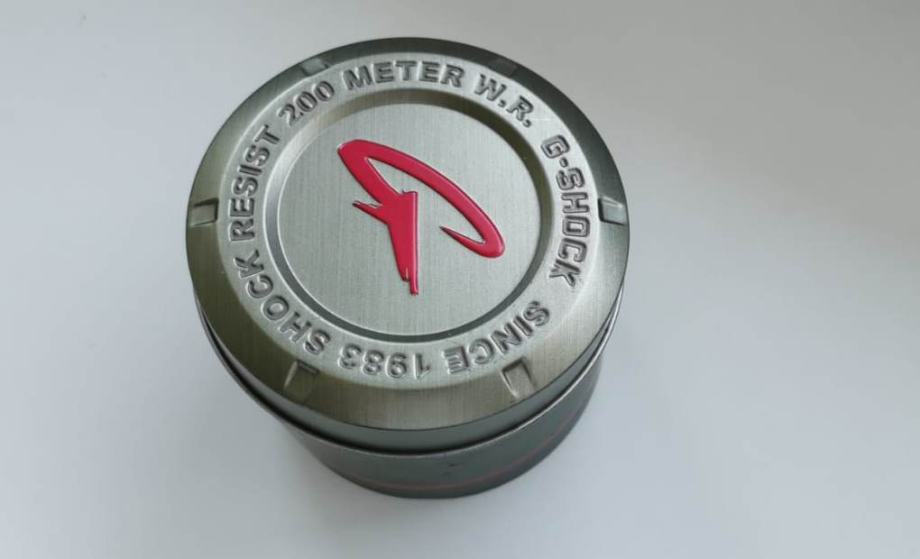 SHOCK RESIST 200 METER W.R. G-SHOCK SINCE 1983